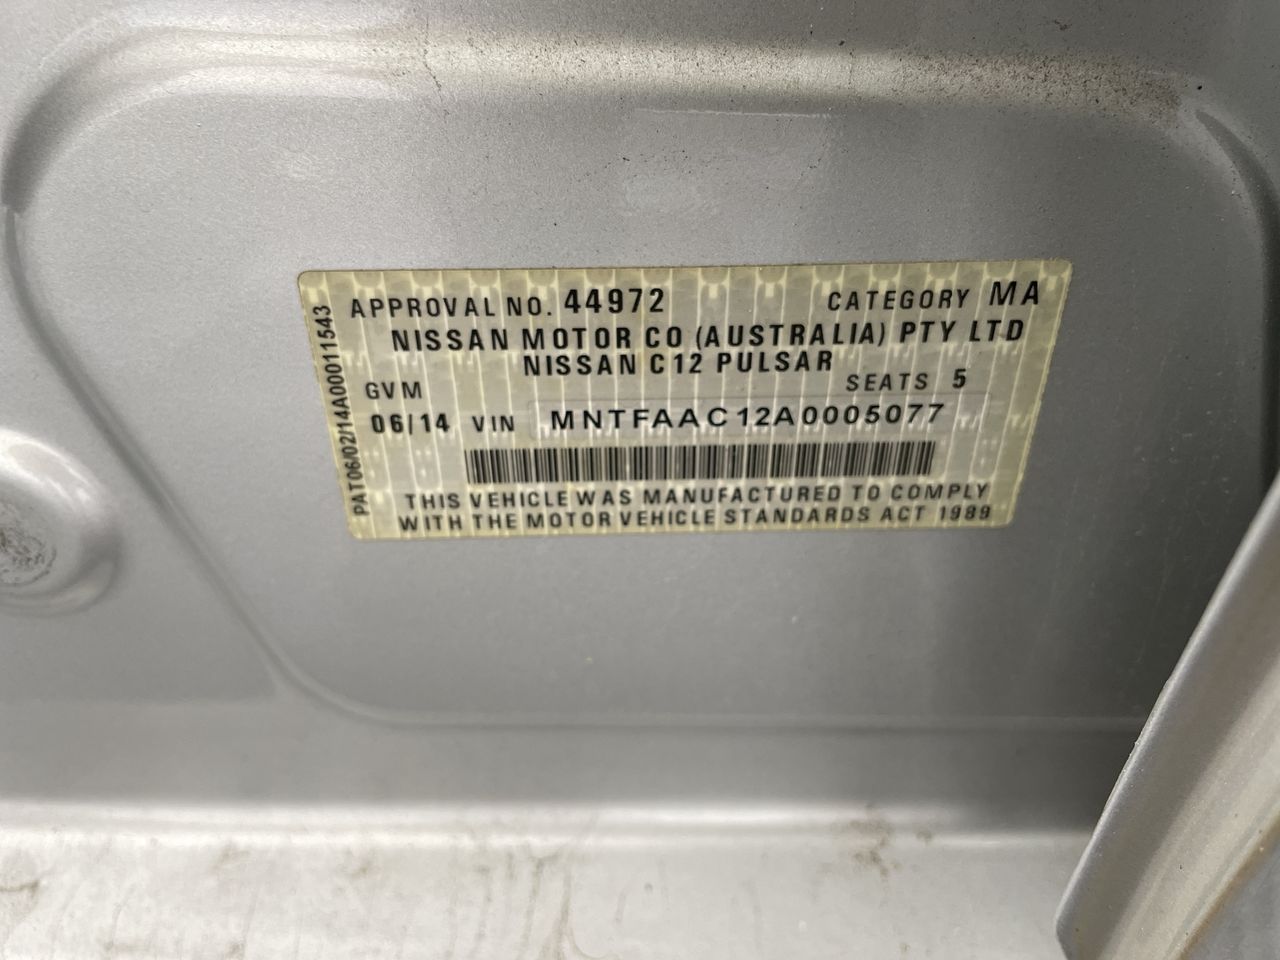 APPROVAL NO. 44972 CATEGORY MA
NISSAN MOTOR CO (AUSTRALIA) PTY LTD
NISSAN C12 PULSAR
GVM SEATS 5
06/14 VIN MNTFAAC12A0005077
THIS VEHICLE WAS MANUFACTURED TO COMPLY
WITH THE MOTOR VEHICLE STANDARDS ACT 1989
PAT06/02/14A00011543